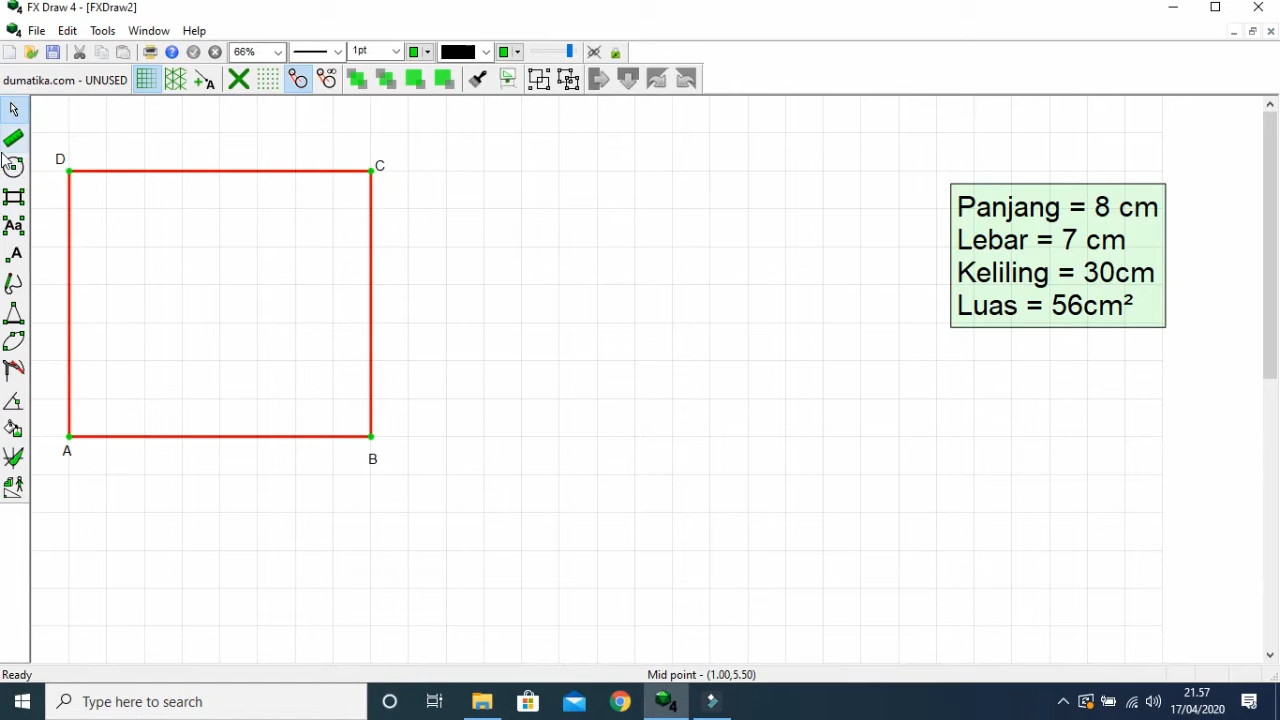 FX Draw 4 - [FXDraw2]
File Edit Tools Window Help
66% 1pt
dumatika.com - UNUSED
D
C
A
B
Panjang = 8 cm
Lebar = 7 cm
Keliling = 30cm
Luas = 56cm²
Aa
A
Ready
Mid point - (1.00,5.50)
Type here to search
4
21.57
17/04/2020